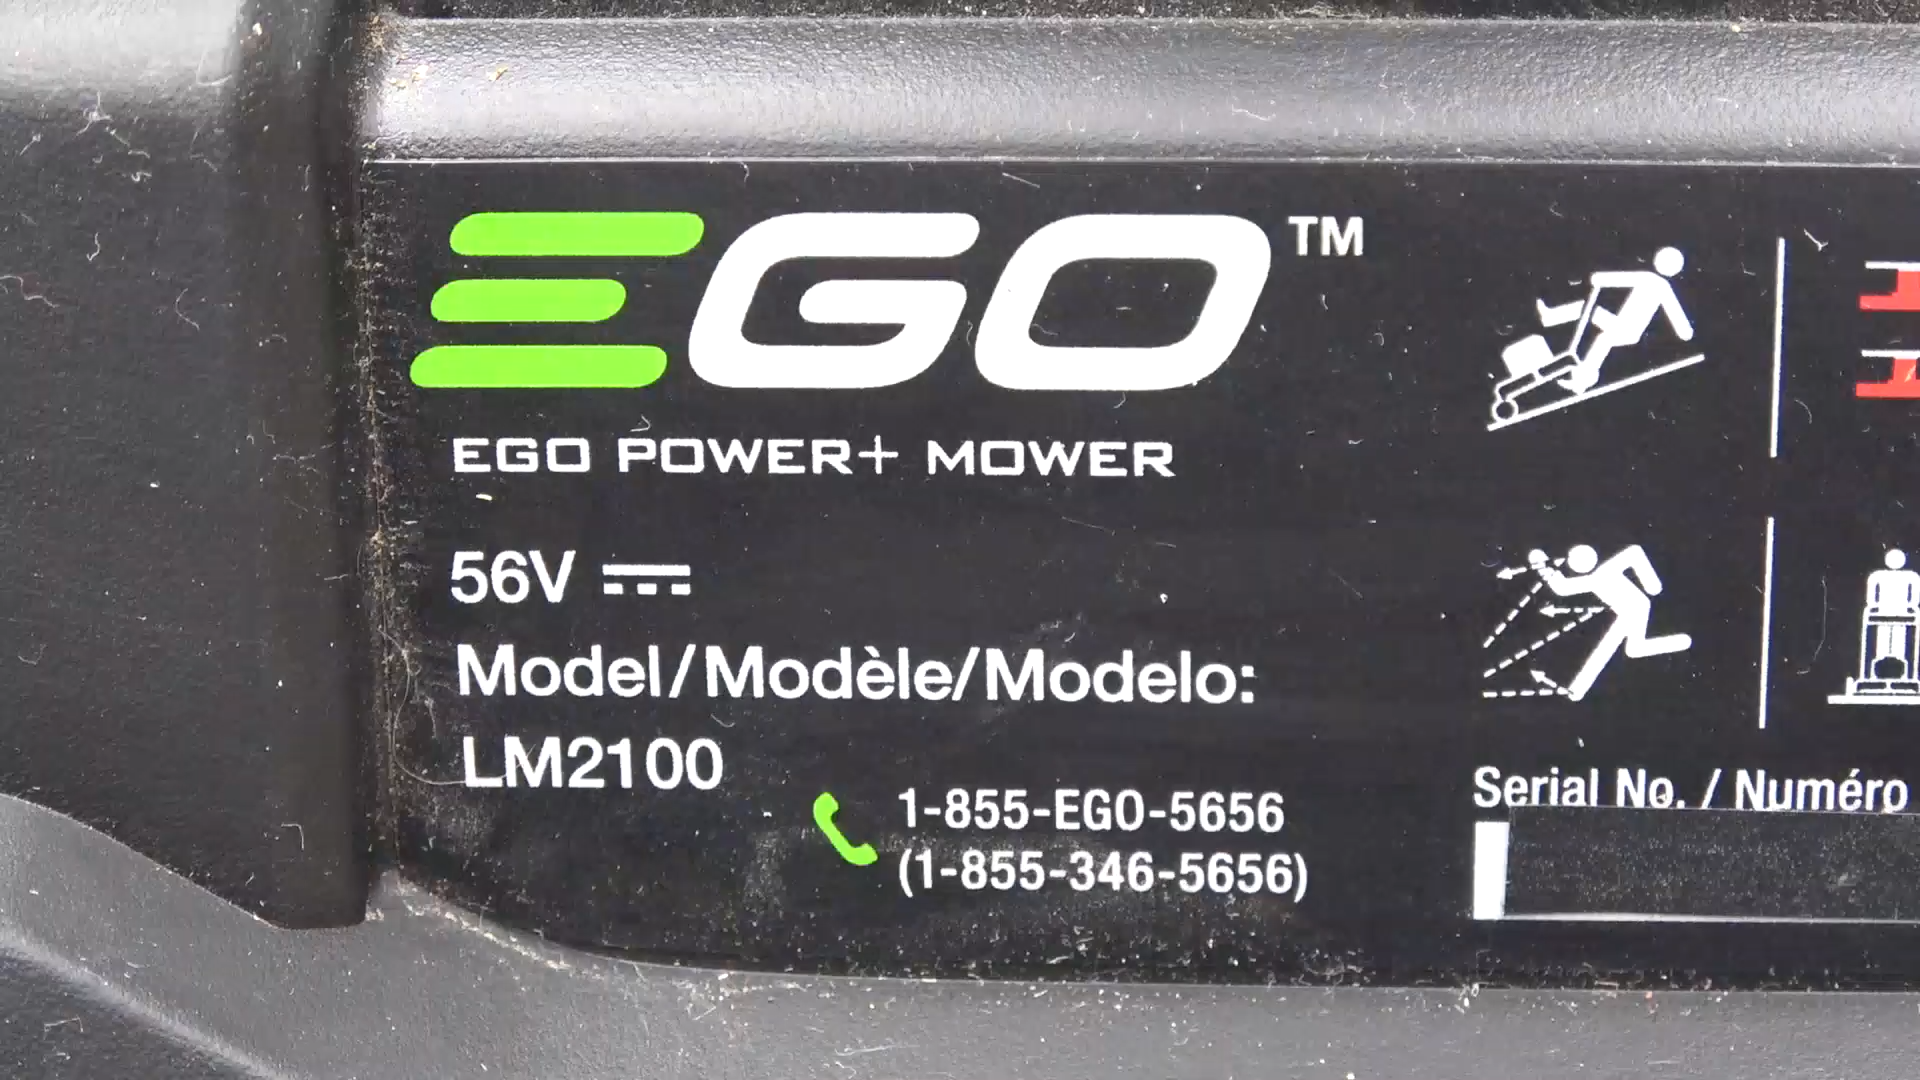 EGO™
EGO POWER+ MOWER
56V
Model/Modèle/Modelo:
LM2100
1-855-EGO-5656
(1-855-346-5656)
Serial No. / Numéro